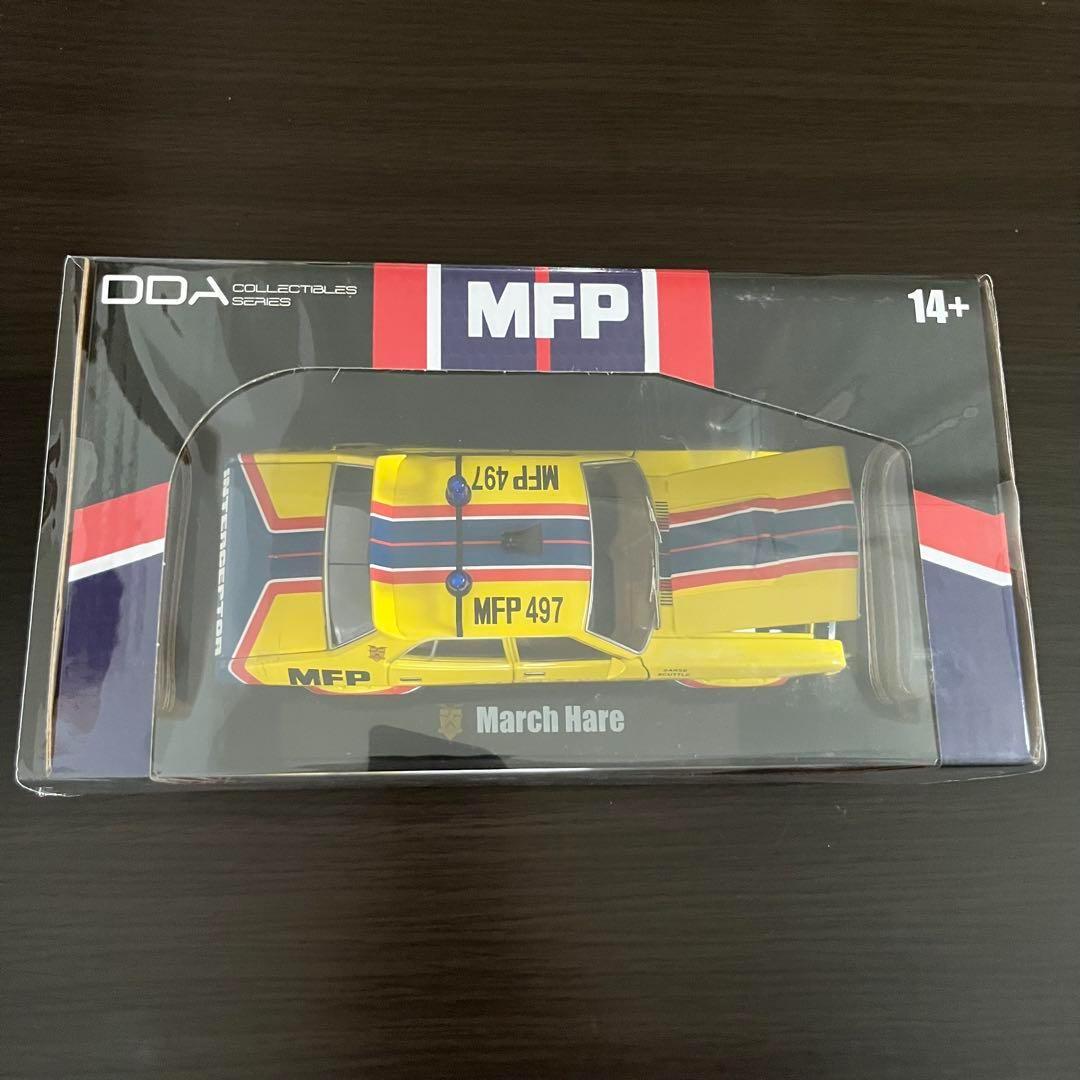 DDA COLLECTIBLES
SERIES
MFP
14+
MFP 497
INTERCEPTOR
MFP 497
MFP
March Hare